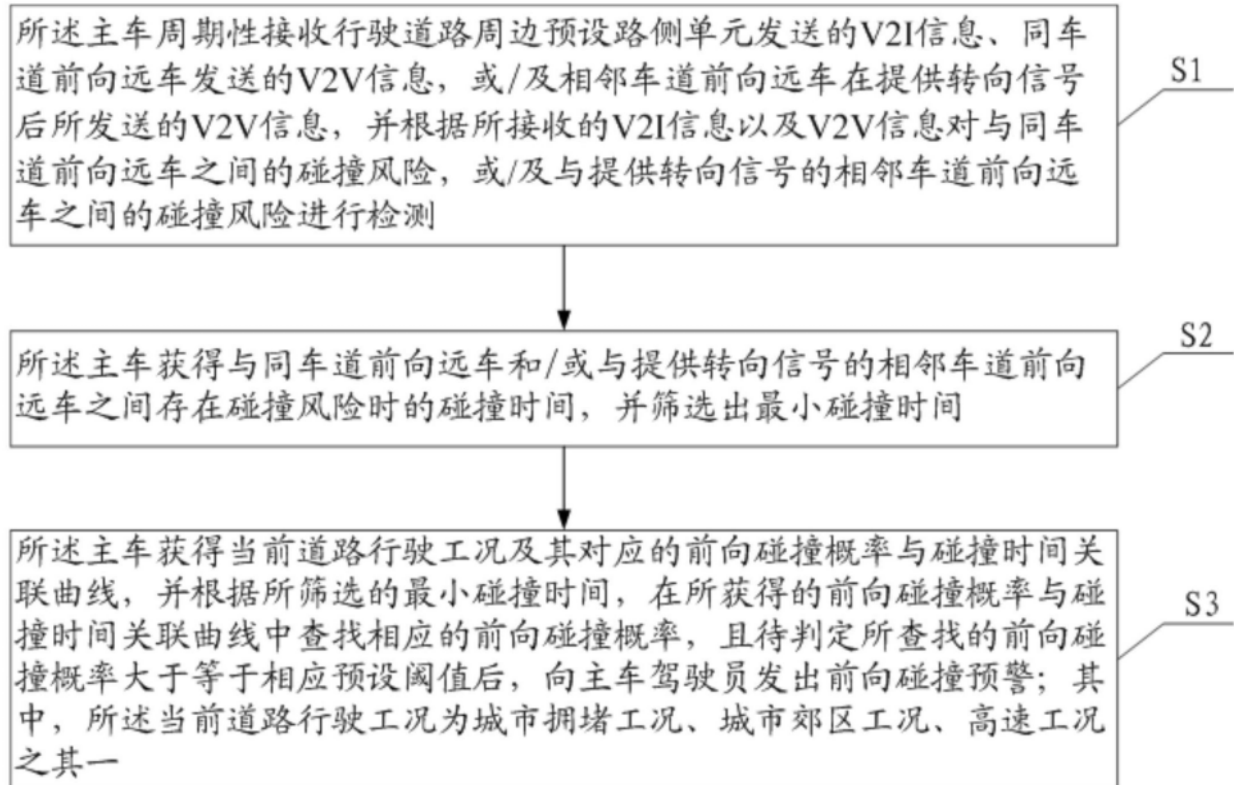 所述主车周期性接收行驶道路周边预设路侧单元发送的V2I信息、同车
道前向远车发送的V2V信息，或/及相邻车道前向远车在提供转向信号
后所发送的V2V信息，并根据所接收的V2I信息以及V2V信息对与同车
道前向远车之间的碰撞风险，或/及与提供转向信号的相邻车道前向远
车之间的碰撞风险进行检测
S1
所述主车获得与同车道前向远车和/或与提供转向信号的相邻车道前向
远车之间存在碰撞风险时的碰撞时间，并筛选出最小碰撞时间
S2
所述主车获得当前道路行驶工况及其对应的前向碰撞概率与碰撞时间关
联曲线，并根据所筛选的最小碰撞时间，在所获得的前向碰撞概率与碰
撞时间关联曲线中查找相应的前向碰撞概率，且待判定所查找的前向碰
撞概率大于等于相应预设阈值后，向主车驾驶员发出前向碰撞预警；其
中，所述当前道路行驶工况为城市拥堵工况、城市郊区工况、高速工况
之其一
S3